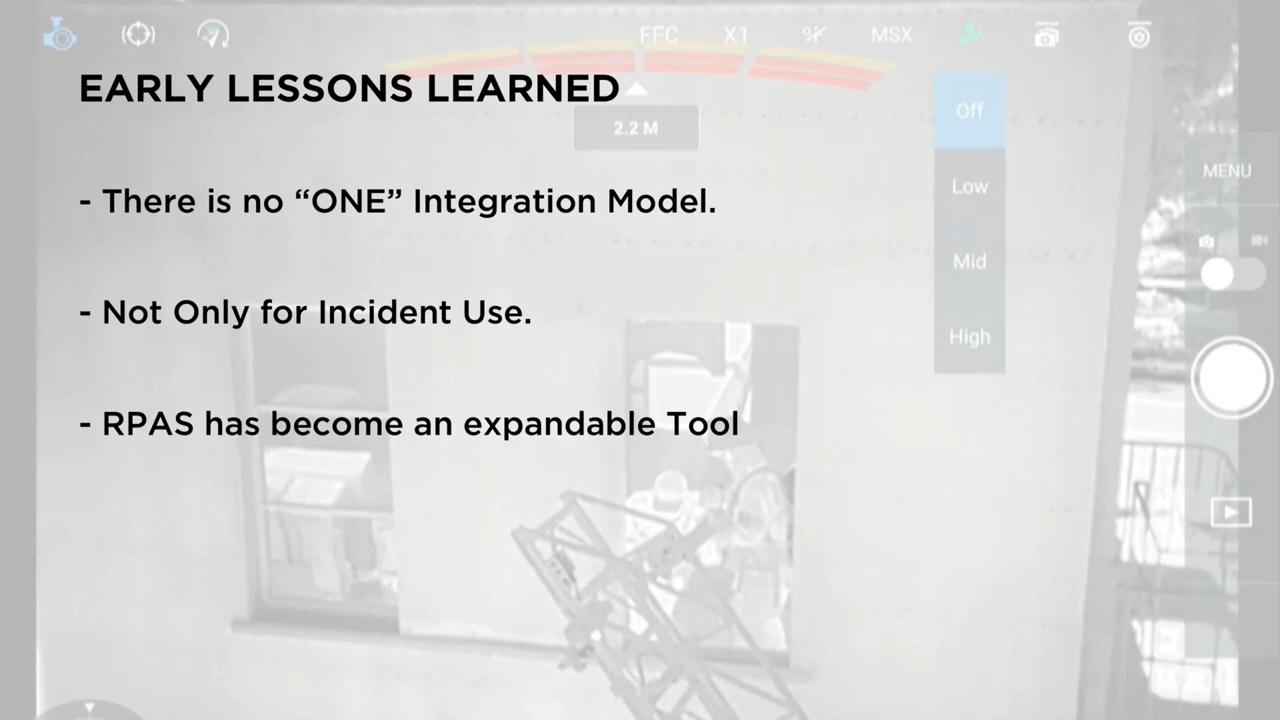 FFC X1 MSX
EARLY LESSONS LEARNED
2.2 M
Off
- There is no “ONE” Integration Model.
Low
MENU
Mid
- Not Only for Incident Use.
High
- RPAS has become an expandable Tool